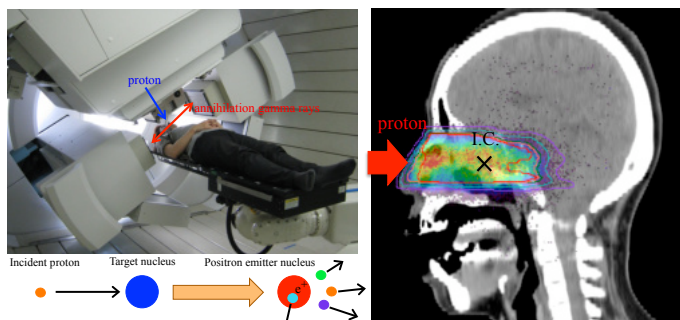 proton
annihilation gamma rays
proton
I.C.
Incident proton
Target nucleus
Positron emitter nucleus
e+